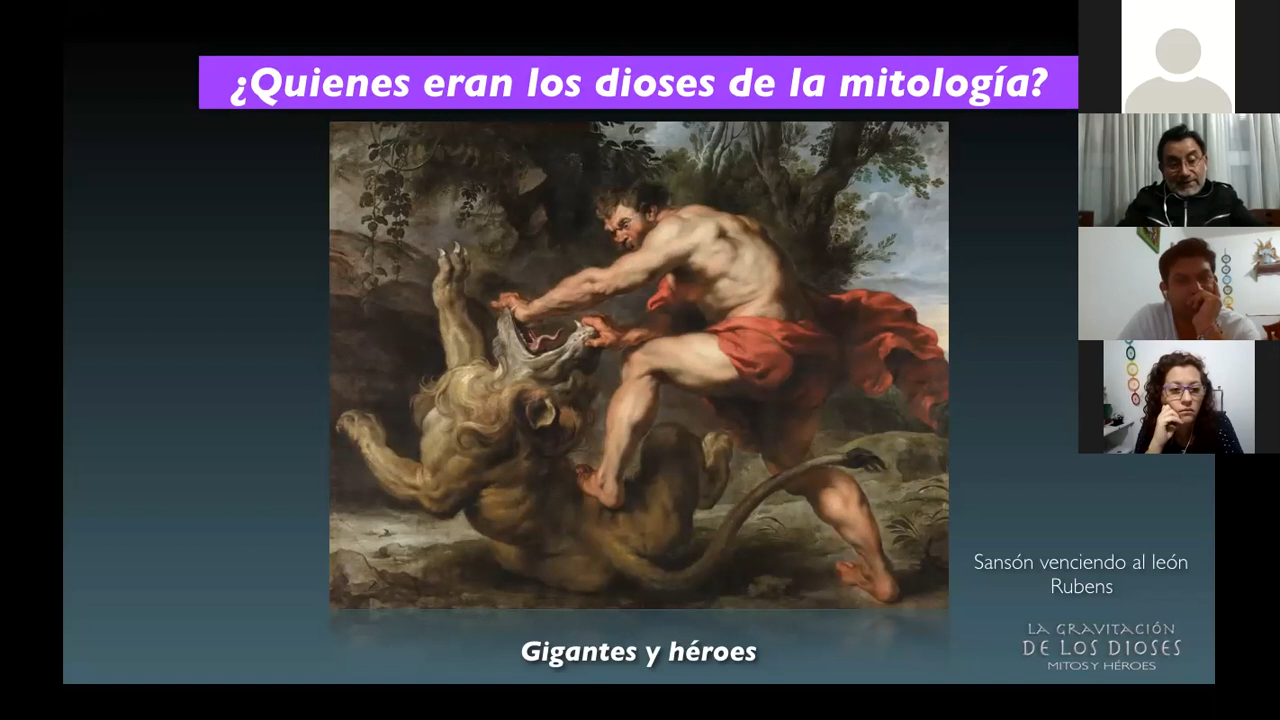 ¿Quienes eran los dioses de la mitología?
Sansón venciendo al león
Rubens
Gigantes y héroes
LA GRAVITACIÓN
DE LOS DIOSES
MITOS Y HÉROES